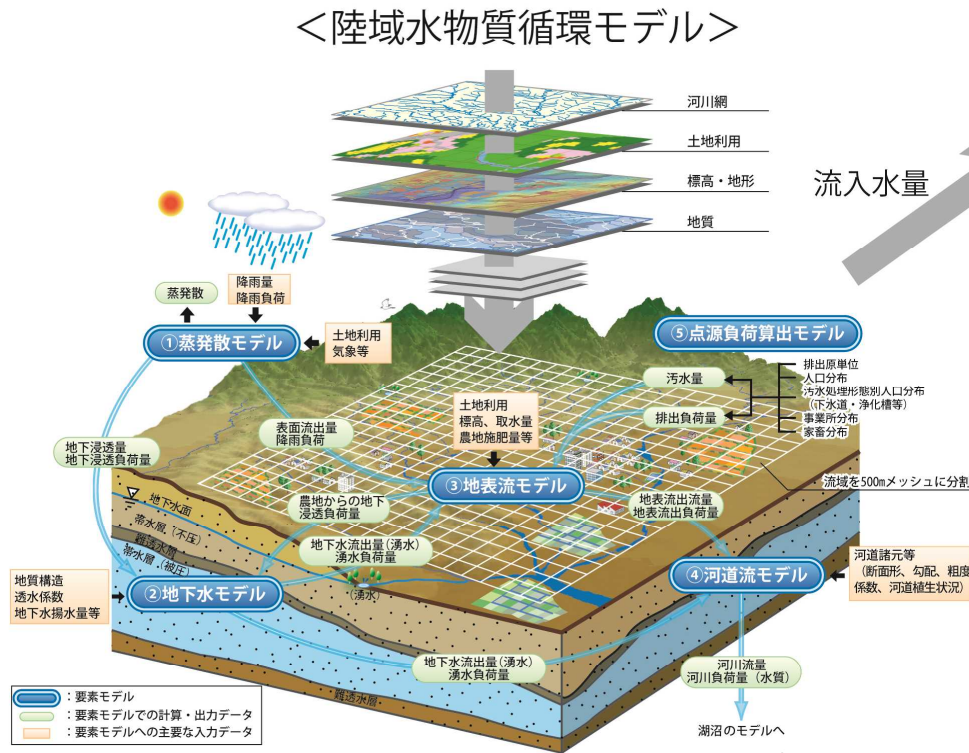 ＜陸域水物質循環モデル＞
河川網
土地利用
標高・地形
地質
流入水量
蒸発散
降雨量
降雨負荷
①蒸発散モデル
土地利用
気象等
⑤点源負荷算出モデル
汚水量
排出負荷量
排出原単位
人口分布
汚水処理形態別人口分布
（下水道・浄化槽等）
事業所分布
家畜分布
土地利用
標高、取水量
農地施肥量等
表面流出量
降雨負荷
地下浸透量
地下浸透負荷量
③地表流モデル
流域を500mメッシュに分割
地下水面
農地からの地下
浸透負荷量
地表流出流量
地表流出負荷量
帯水層（不圧）
難透水層
帯水層（被圧）
地下水流出量（湧水）
湧水負荷量
（湧水）
地質構造
透水係数
地下水揚水量等
②地下水モデル
④河道流モデル
河道諸元等
（断面形、勾配、粗度
係数、河道植生状況）
地下水流出量（湧水）
湧水負荷量
河川流量
河川負荷量（水質）
難透水層
湖沼のモデルへ
：要素モデル
：要素モデルでの計算・出力データ
：要素モデルへの主要な入力データ